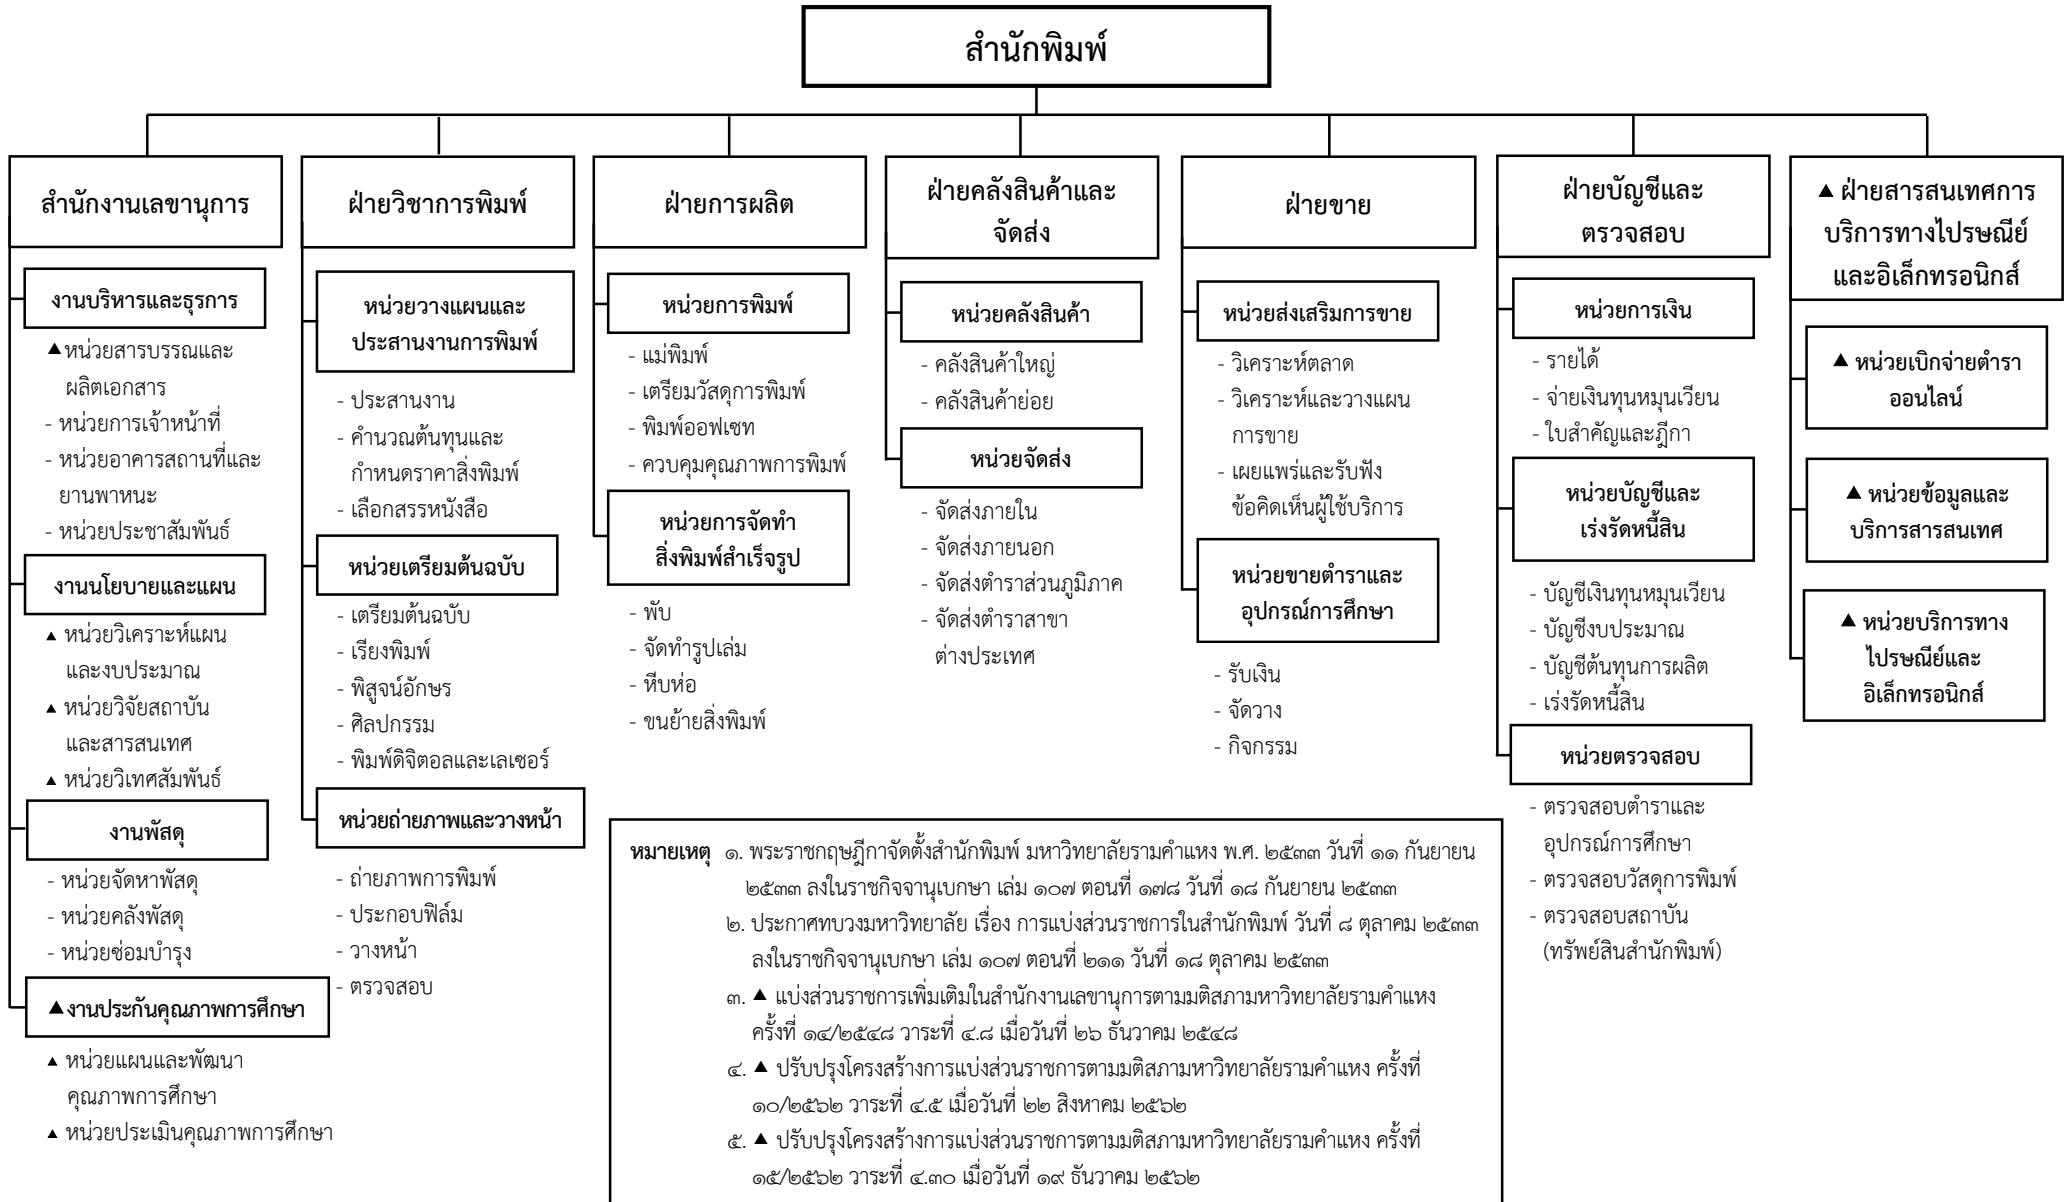 สำนักพิมพ์
สำนักงานเลขานุการ
งานบริหารและธุรการ
▲หน่วยสารบรรณและ
ผลิตเอกสาร
- หน่วยการเจ้าหน้าที่
- หน่วยอาคารสถานที่และ
ยานพาหนะ
- หน่วยประชาสัมพันธ์
งานนโยบายและแผน
▲ หน่วยวิเคราะห์แผน
และงบประมาณ
▲ หน่วยวิจัยสถาบัน
และสารสนเทศ
▲ หน่วยวิเทศสัมพันธ์
งานพัสดุ
- หน่วยจัดหาพัสดุ
- หน่วยคลังพัสดุ
- หน่วยซ่อมบำรุง
▲งานประกันคุณภาพการศึกษา
▲ หน่วยแผนและพัฒนา
คุณภาพการศึกษา
▲ หน่วยประเมินคุณภาพการศึกษา
ฝ่ายวิชาการพิมพ์
หน่วยวางแผนและ
ประสานงานการพิมพ์
- ประสานงาน
- คำนวณต้นทุนและ
กำหนดราคาสิ่งพิมพ์
- เลือกสรรหนังสือ
หน่วยเตรียมต้นฉบับ
- เตรียมต้นฉบับ
- เรียงพิมพ์
- พิสูจน์อักษร
- ศิลปกรรม
- พิมพ์ดิจิตอลและเลเซอร์
หน่วยถ่ายภาพและวางหน้า
- ถ่ายภาพการพิมพ์
- ประกอบฟิล์ม
- วางหน้า
- ตรวจสอบ
ฝ่ายการผลิต
หน่วยการพิมพ์
- แม่พิมพ์
- เตรียมวัสดุการพิมพ์
- พิมพ์ออฟเซท
- ควบคุมคุณภาพการพิมพ์
หน่วยการจัดทำ
สิ่งพิมพ์สำเร็จรูป
- พับ
- จัดทำรูปเล่ม
- หีบห่อ
- ขนย้ายสิ่งพิมพ์
ฝ่ายคลังสินค้าและ
จัดส่ง
หน่วยคลังสินค้า
- คลังสินค้าใหญ่
- คลังสินค้าย่อย
หน่วยจัดส่ง
- จัดส่งภายใน
- จัดส่งภายนอก
- จัดส่งตำราส่วนภูมิภาค
- จัดส่งตำราสาขา
ต่างประเทศ
ฝ่ายขาย
หน่วยส่งเสริมการขาย
- วิเคราะห์ตลาด
- วิเคราะห์และวางแผน
การขาย
- เผยแพร่และรับฟัง
ข้อคิดเห็นผู้ใช้บริการ
หน่วยขายตำราและ
อุปกรณ์การศึกษา
- รับเงิน
- จัดวาง
- กิจกรรม
ฝ่ายบัญชีและ
ตรวจสอบ
หน่วยการเงิน
- รายได้
- จ่ายเงินทุนหมุนเวียน
- ใบสำคัญและฎีกา
หน่วยบัญชีและ
เร่งรัดหนี้สิน
- บัญชีเงินทุนหมุนเวียน
- บัญชีงบประมาณ
- บัญชีต้นทุนการผลิต
- เร่งรัดหนี้สิน
หน่วยตรวจสอบ
- ตรวจสอบตำราและ
อุปกรณ์การศึกษา
- ตรวจสอบวัสดุการพิมพ์
- ตรวจสอบสถาบัน
(ทรัพย์สินสำนักพิมพ์)
▲ ฝ่ายสารสนเทศการ
บริการทางไปรษณีย์
และอิเล็กทรอนิกส์
▲ หน่วยเบิกจ่ายตำรา
ออนไลน์
▲ หน่วยข้อมูลและ
บริการสารสนเทศ
▲ หน่วยบริการทาง
ไปรษณีย์และ
อิเล็กทรอนิกส์
หมายเหตุ ๑. พระราชกฤษฎีกาจัดตั้งสำนักพิมพ์ มหาวิทยาลัยรามคำแหง พ.ศ. ๒๕๓๓ วันที่ ๑๑ กันยายน
๒๕๓๓ ลงในราชกิจจานุเบกษา เล่ม ๑๐๗ ตอนที่ ๑๗๘ วันที่ ๑๘ กันยายน ๒๕๓๓
๒. ประกาศทบวงมหาวิทยาลัย เรื่อง การแบ่งส่วนราชการในสำนักพิมพ์ วันที่ ๘ ตุลาคม ๒๕๓๓
ลงในราชกิจจานุเบกษา เล่ม ๑๐๗ ตอนที่ ๒๑๑ วันที่ ๑๘ ตุลาคม ๒๕๓๓
๓. ▲ แบ่งส่วนราชการเพิ่มเติมในสำนักงานเลขานุการตามมติสภามหาวิทยาลัยรามคำแหง
ครั้งที่ ๑๔/๒๕๔๘ วาระที่ ๔.๘ เมื่อวันที่ ๒๖ ธันวาคม ๒๕๔๘
๔. ▲ ปรับปรุงโครงสร้างการแบ่งส่วนราชการตามมติสภามหาวิทยาลัยรามคำแหง ครั้งที่
๑๐/๒๕๖๒ วาระที่ ๔.๕ เมื่อวันที่ ๒๒ สิงหาคม ๒๕๖๒
๕. ▲ ปรับปรุงโครงสร้างการแบ่งส่วนราชการตามมติสภามหาวิทยาลัยรามคำแหง ครั้งที่
๑๕/๒๕๖๒ วาระที่ ๔.๓๐ เมื่อวันที่ ๑๙ ธันวาคม ๒๕๖๒